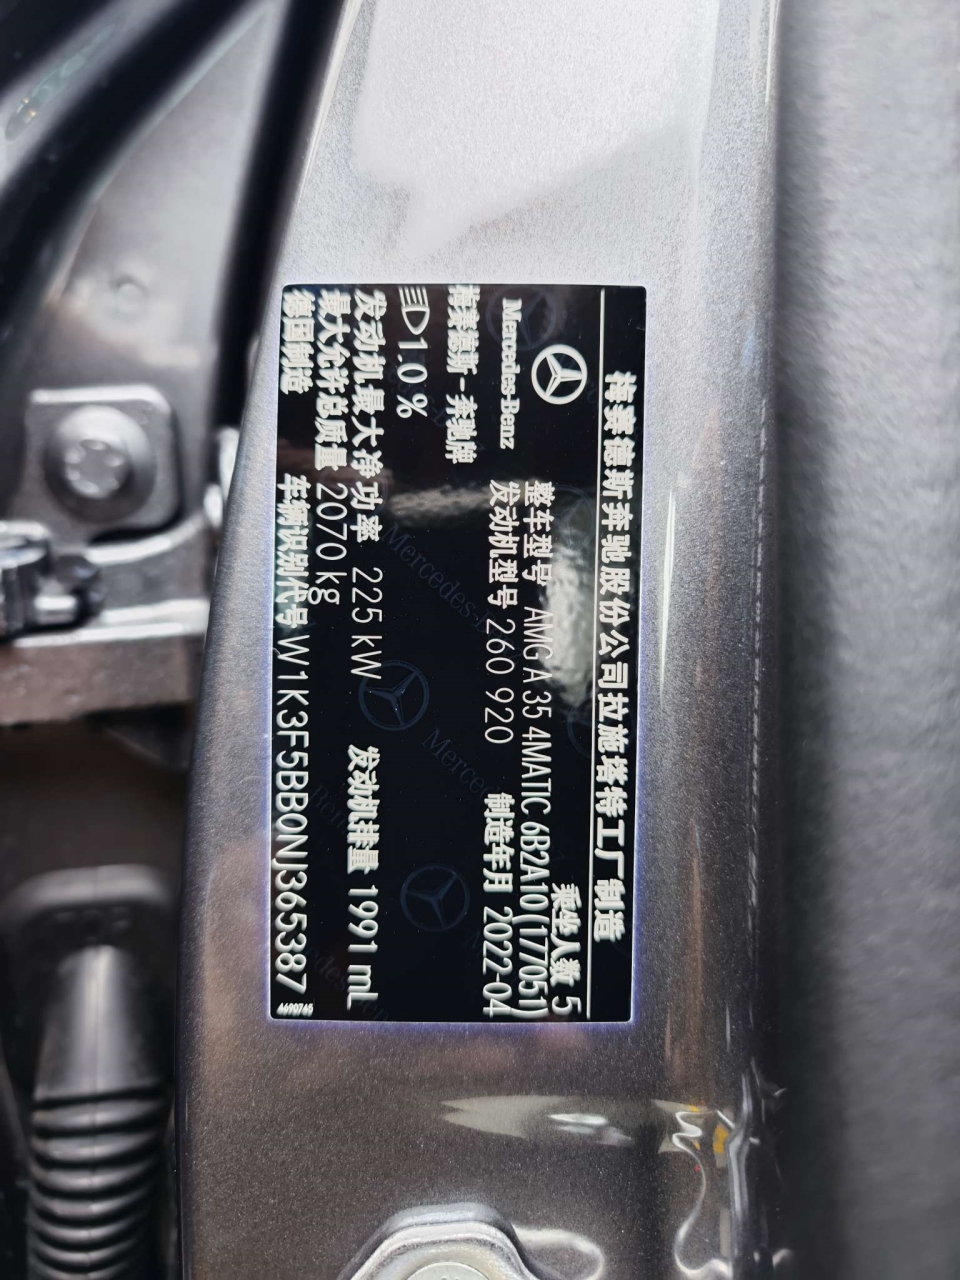 梅赛德斯奔驰股份公司拉施塔特工厂制造
乘坐人数 5
整车型号 AMG A 35 4MATIC 6B2A10(177051)
Mercedes-Benz
发动机型号 260 920 制造年月 2022-04
梅赛德斯-奔驰牌
1.0%
发动机最大净功率 225 kW 发动机排量 1991 mL
最大允许总质量 2070 kg
德国制造 车辆识别代号 W1K3F5BB0NJ365387
A690765